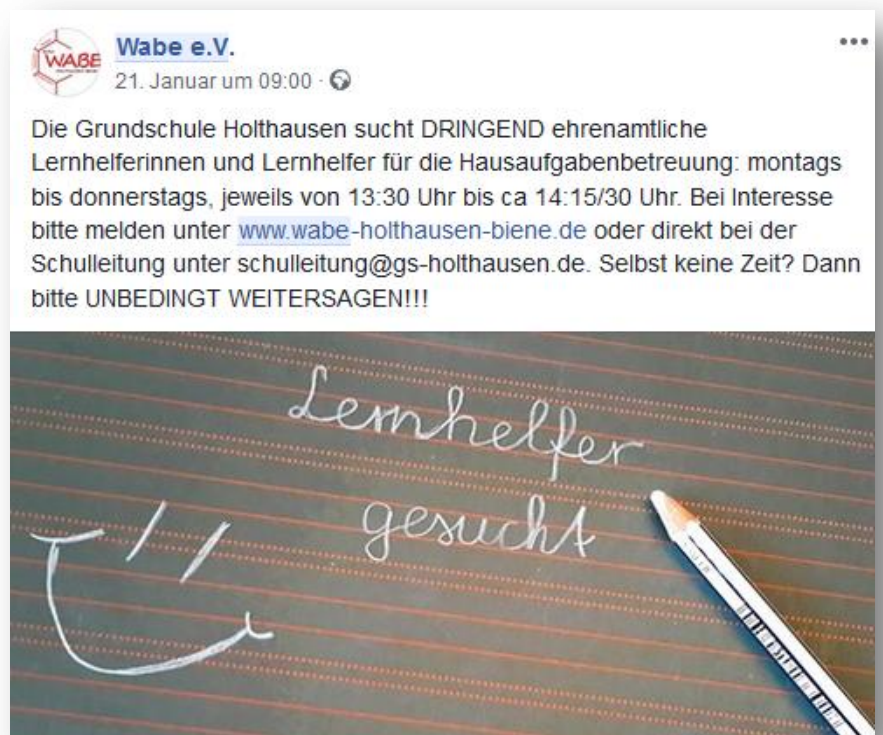 WABE
Wabe e.V.
21. Januar um 09:00 ·
Die Grundschule Holthausen sucht DRINGEND ehrenamtliche
Lernhelferinnen und Lernhelfer für die Hausaufgabenbetreuung: montags
bis donnerstags, jeweils von 13:30 Uhr bis ca 14:15/30 Uhr. Bei Interesse
bitte melden unter www.wabe-holthausen-biene.de oder direkt bei der
Schulleitung unter schulleitung@gs-holthausen.de. Selbst keine Zeit? Dann
bitte UNBEDINGT WEITERSAGEN!!!
Lernhelfer
gesucht